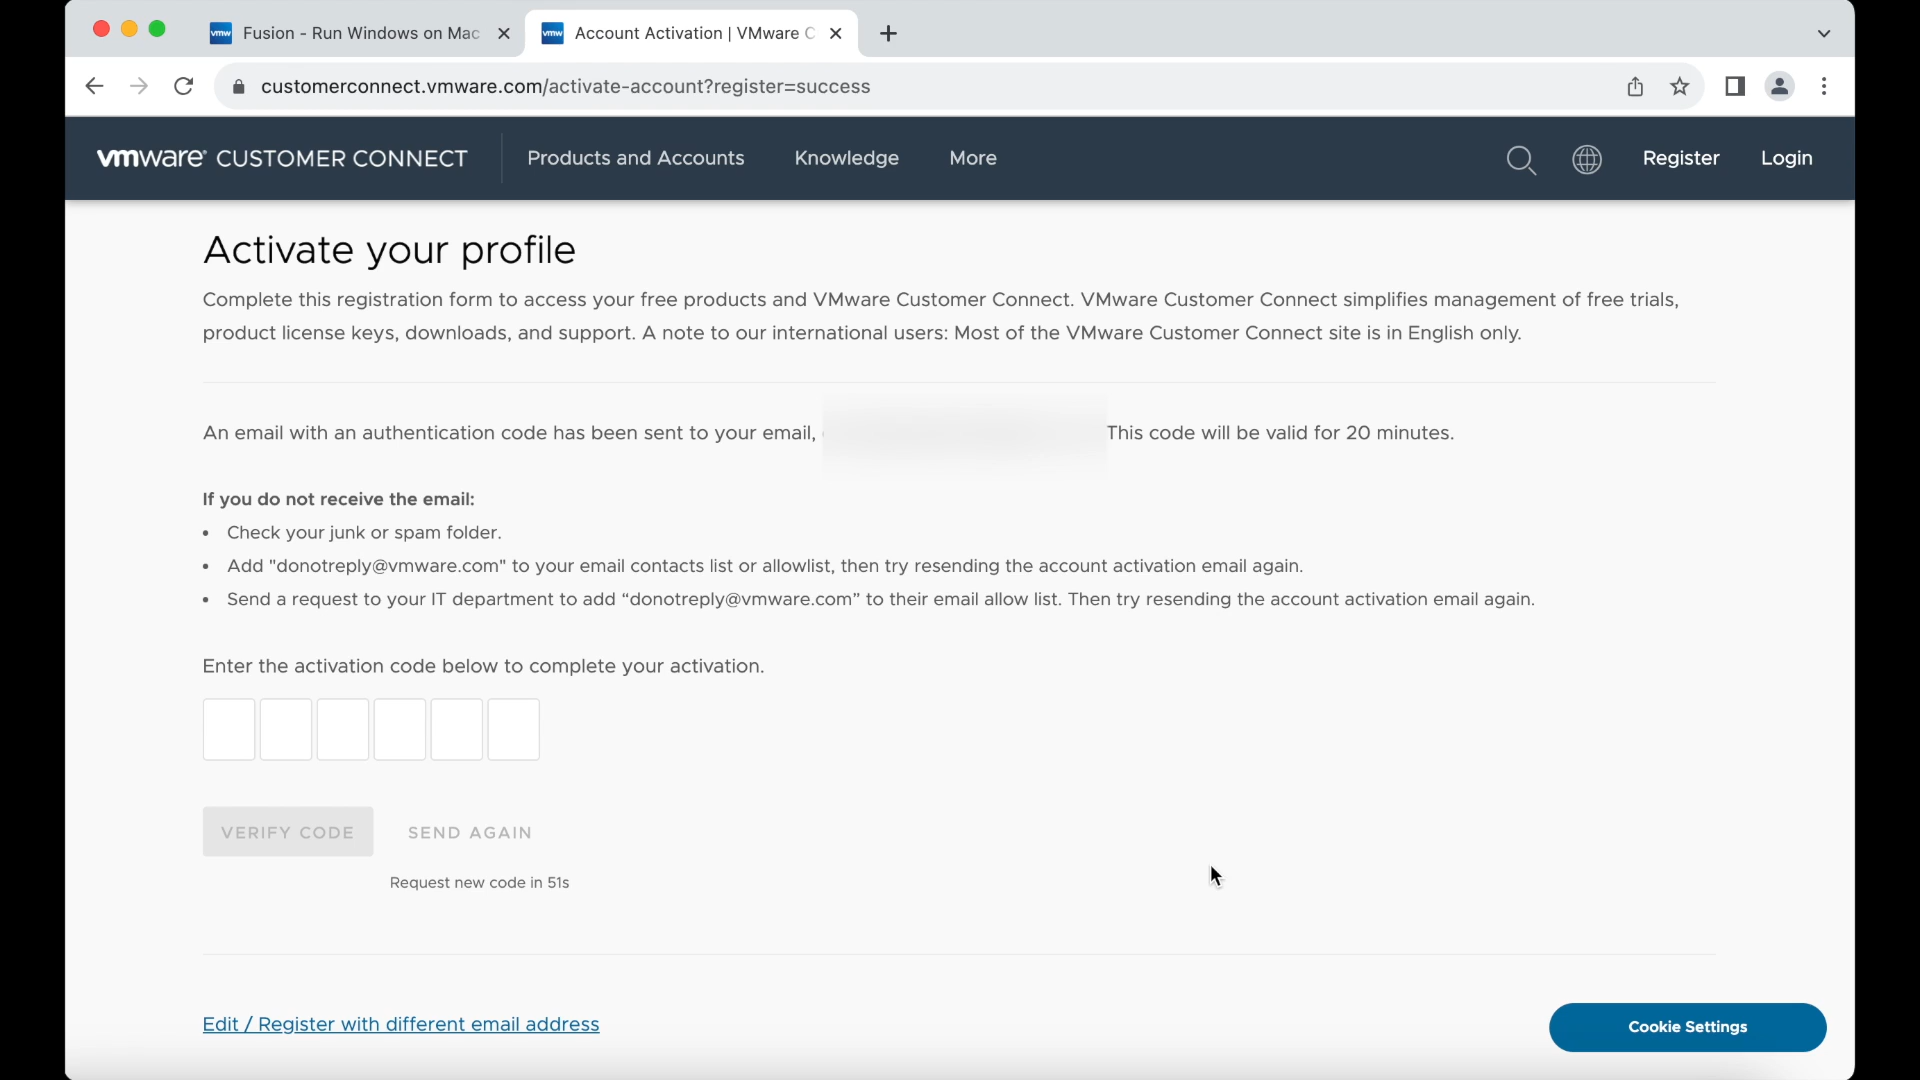 vmw Fusion - Run Windows on Mac
vmw Account Activation | VMware C
customerconnect.vmware.com/activate-account?register=success
vmware® CUSTOMER CONNECT Products and Accounts Knowledge More Register Login
Activate your profile
Complete this registration form to access your free products and VMware Customer Connect. VMware Customer Connect simplifies management of free trials,
product license keys, downloads, and support. A note to our international users: Most of the VMware Customer Connect site is in English only.
An email with an authentication code has been sent to your email, This code will be valid for 20 minutes.
If you do not receive the email:
• Check your junk or spam folder.
• Add "donotreply@vmware.com" to your email contacts list or allowlist, then try resending the account activation email again.
• Send a request to your IT department to add “donotreply@vmware.com” to their email allow list. Then try resending the account activation email again.
Enter the activation code below to complete your activation.
VERIFY CODE SEND AGAIN
Request new code in 51s
Edit / Register with different email address
Cookie Settings